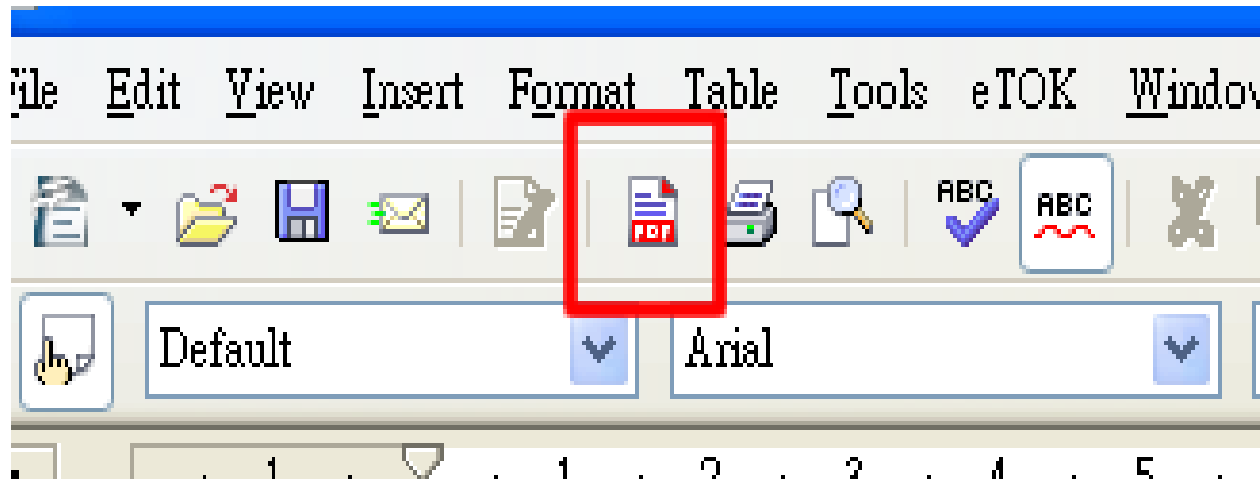 File Edit View Insert Format Table Tools eTOK Window
PDF ABC ABC
Default Arial
1 1 2 3 4 5